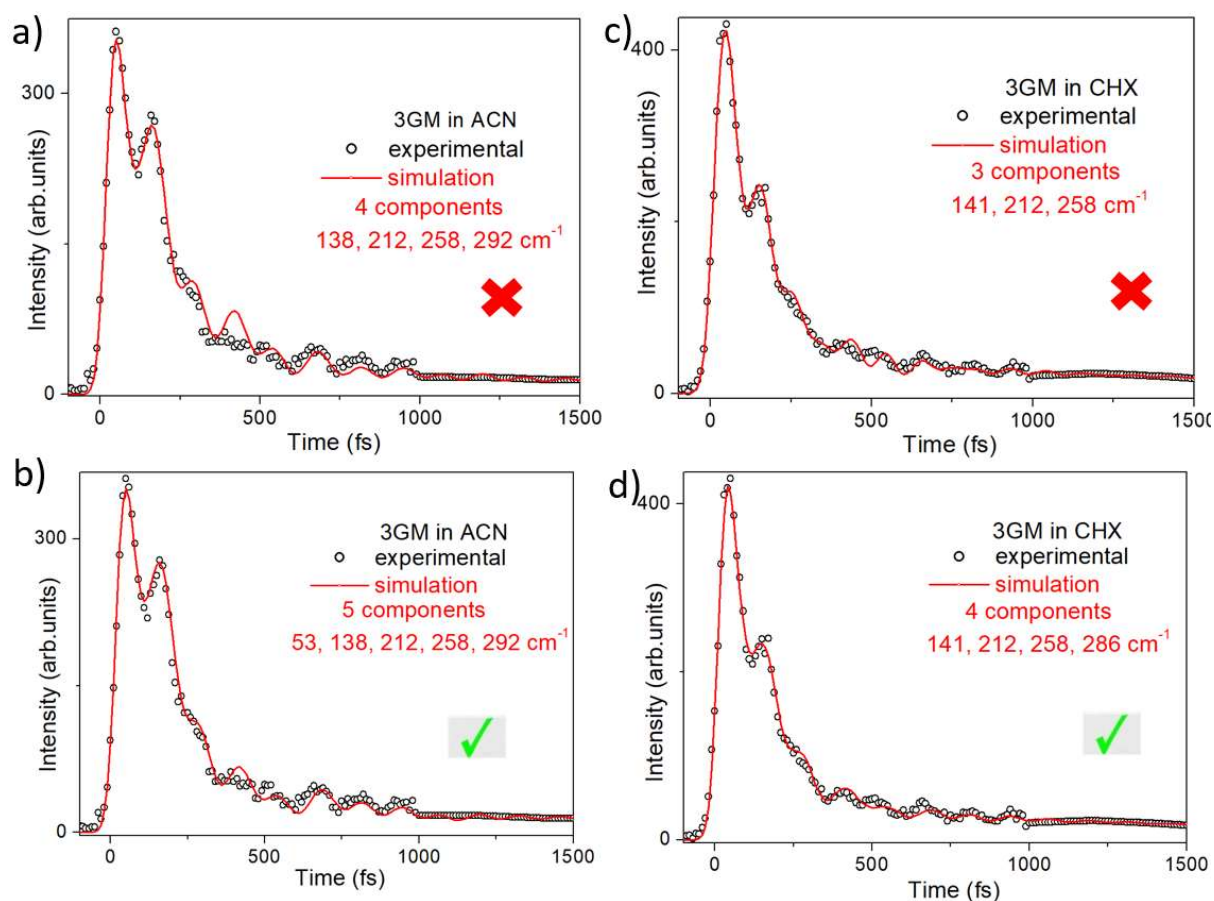 a)
Intensity (arb.units)
300
0
3GM in ACN
experimental
simulation
4 components
138, 212, 258, 292 cm⁻¹
0 500 1000 1500
Time (fs)
c)
Intensity (arb.units)
400
0
3GM in CHX
experimental
simulation
3 components
141, 212, 258 cm⁻¹
0 500 1000 1500
Time (fs)
b)
Intensity (arb.units)
300
0
3GM in ACN
experimental
simulation
5 components
53, 138, 212, 258, 292 cm⁻¹
0 500 1000 1500
Time (fs)
d)
Intensity (arb.units)
400
0
3GM in CHX
experimental
simulation
4 components
141, 212, 258, 286 cm⁻¹
0 500 1000 1500
Time (fs)